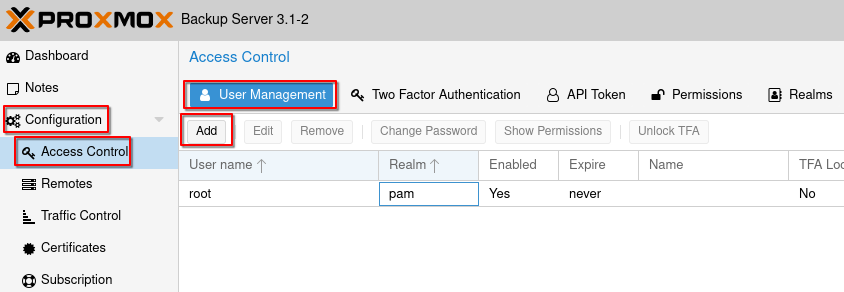 PROXMOX Backup Server 3.1-2
Dashboard
Notes
Configuration
Access Control
Remotes
Traffic Control
Certificates
Subscription
Access Control
User Management Two Factor Authentication API Token Permissions Realms
Add Edit Remove Change Password Show Permissions Unlock TFA
User name Realm Enabled Expire Name TFA Loc
root pam Yes never No